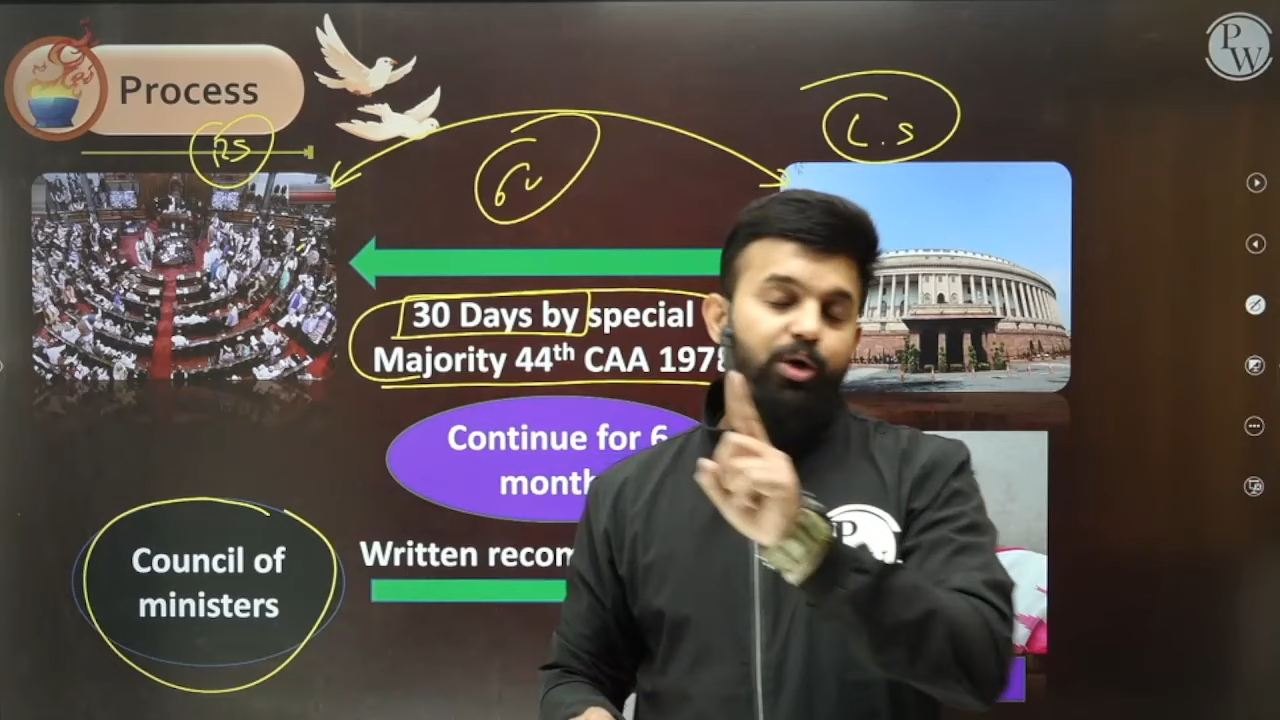 Process
P
W
RS
L.S
30 Days by special
Majority 44th CAA 1978
Continue for 6
month
Council of
ministers
Written recom
P